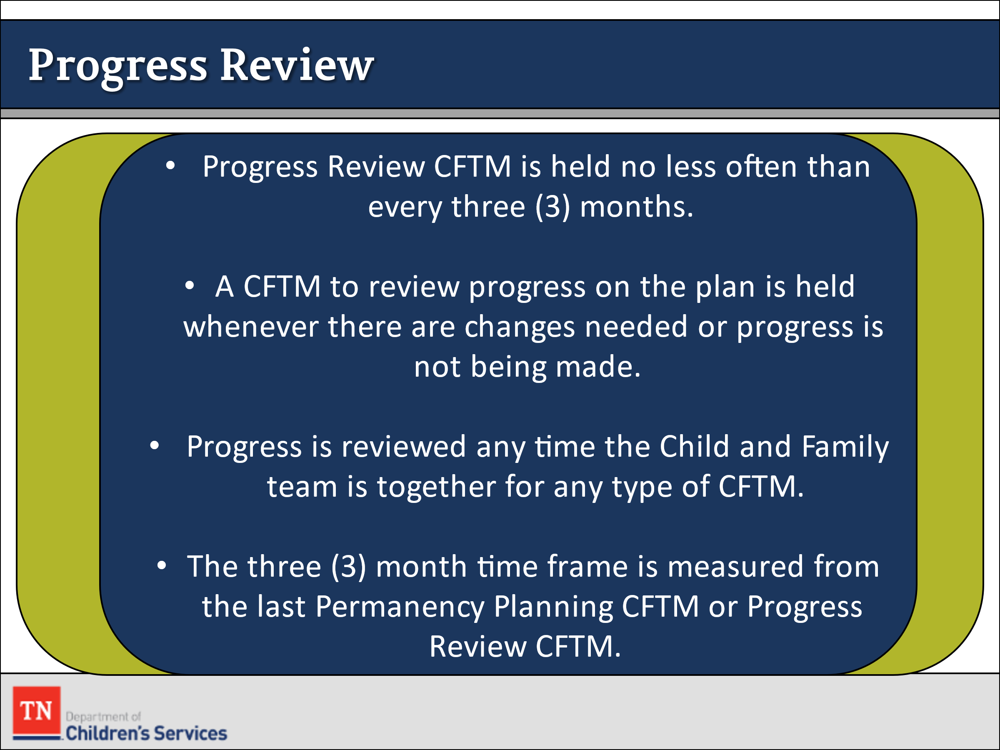 Progress Review
• Progress Review CFTM is held no less often than
every three (3) months.
• A CFTM to review progress on the plan is held
whenever there are changes needed or progress is
not being made.
• Progress is reviewed any time the Child and Family
team is together for any type of CFTM.
• The three (3) month time frame is measured from
the last Permanency Planning CFTM or Progress
Review CFTM.
TN
Department of
Children's Services